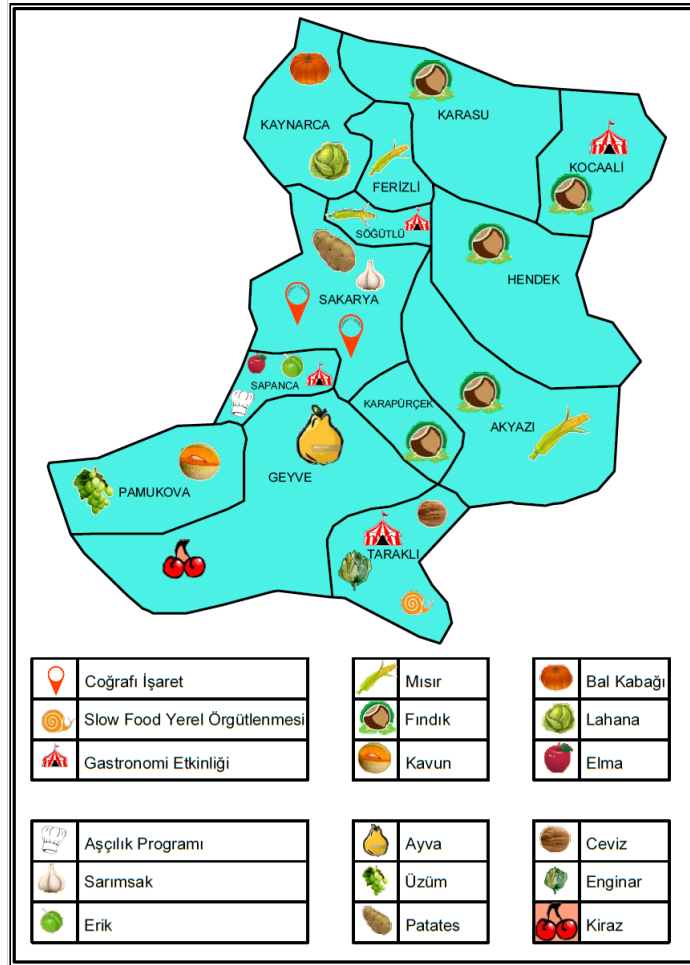 KAYNARCA
KARASU
FERİZLİ
KOCAALİ
SÖĞÜTLÜ
HENDEK
SAKARYA
SAPANCA
KARAPÜRÇEK
AKYAZI
GEYVE
PAMUKOVA
TARAKLI
Coğrafı İşaret
Slow Food Yerel Örgütlenmesi
Gastronomi Etkinliği
Mısır
Fındık
Kavun
Bal Kabağı
Lahana
Elma
Aşçılık Programı
Sarımsak
Erik
Ayva
Üzüm
Patates
Ceviz
Enginar
Kiraz